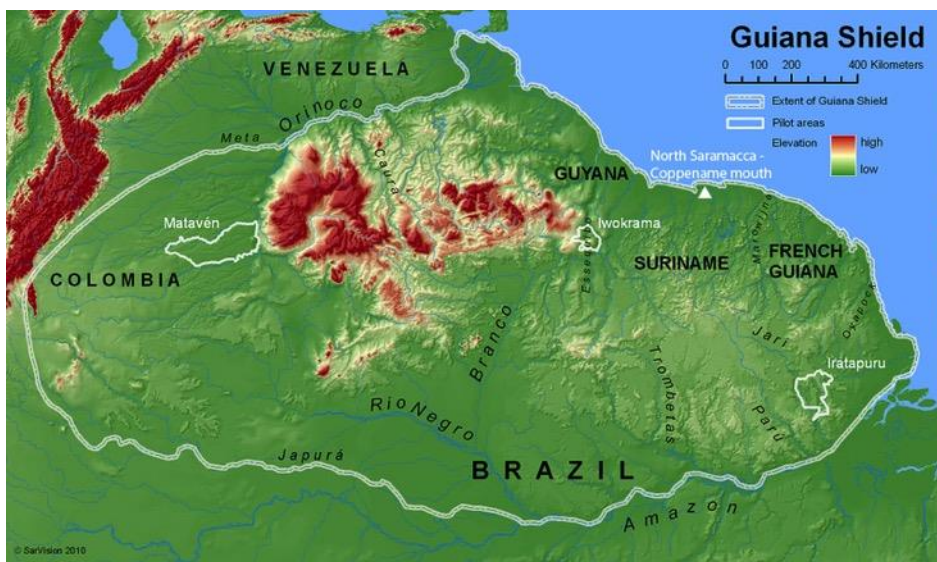 Guiana Shield
0 100 200 400 Kilometers
Extent of Guiana Shield
Pilot areas
Elevation
high
low
VENEZUELA
Orinoco
Meta
Caura
North Saramacca -
Coppename mouth
GUYANA
Matavén
Iwokrama
Essequibo
Marowijne
SURINAME
FRENCH
GUIANA
COLOMBIA
Oyapock
Branco
Jari
Trombetas
Iratapuru
Rio Negro
Parú
Japurá
BRAZIL
Amazon
© SarVision 2010